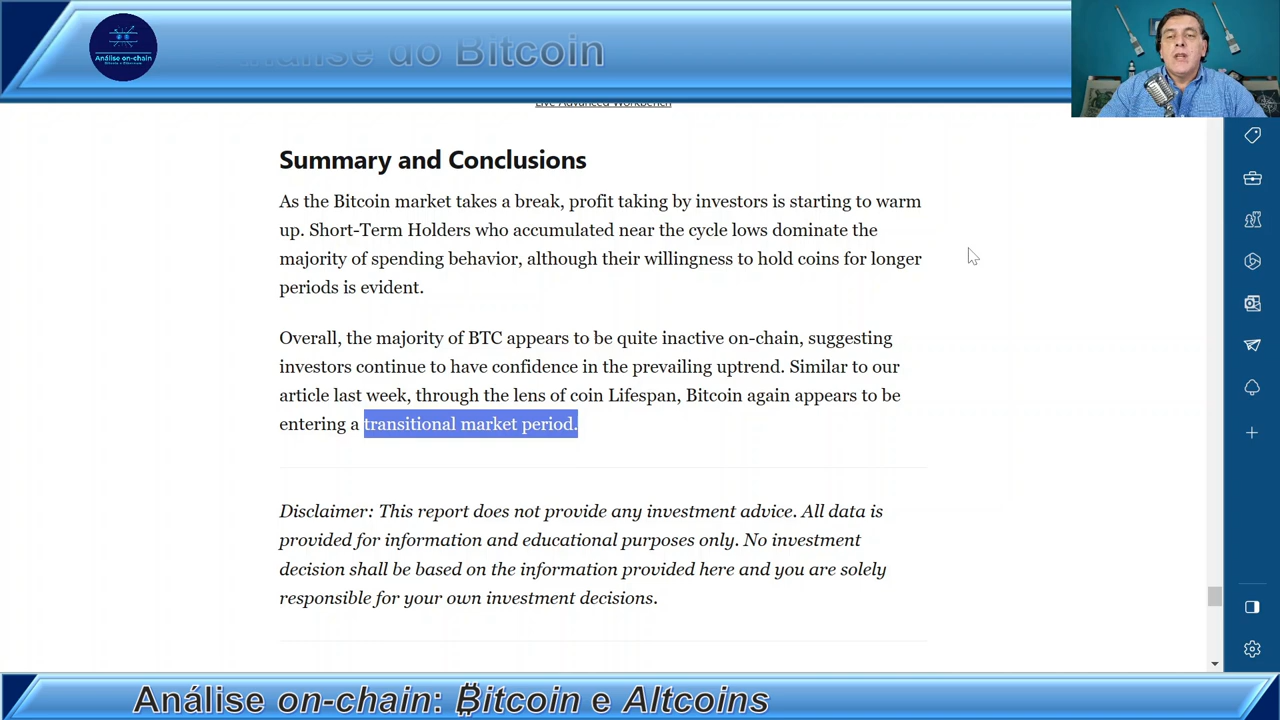 Análise on-chain
Bitcoin e Altcoins
Análise do Bitcoin
Live Advanced Workbench
Summary and Conclusions
As the Bitcoin market takes a break, profit taking by investors is starting to warm
up. Short-Term Holders who accumulated near the cycle lows dominate the
majority of spending behavior, although their willingness to hold coins for longer
periods is evident.
Overall, the majority of BTC appears to be quite inactive on-chain, suggesting
investors continue to have confidence in the prevailing uptrend. Similar to our
article last week, through the lens of coin Lifespan, Bitcoin again appears to be
entering a transitional market period.
Disclaimer: This report does not provide any investment advice. All data is
provided for information and educational purposes only. No investment
decision shall be based on the information provided here and you are solely
responsible for your own investment decisions.
Análise on-chain: ₿itcoin e Altcoins